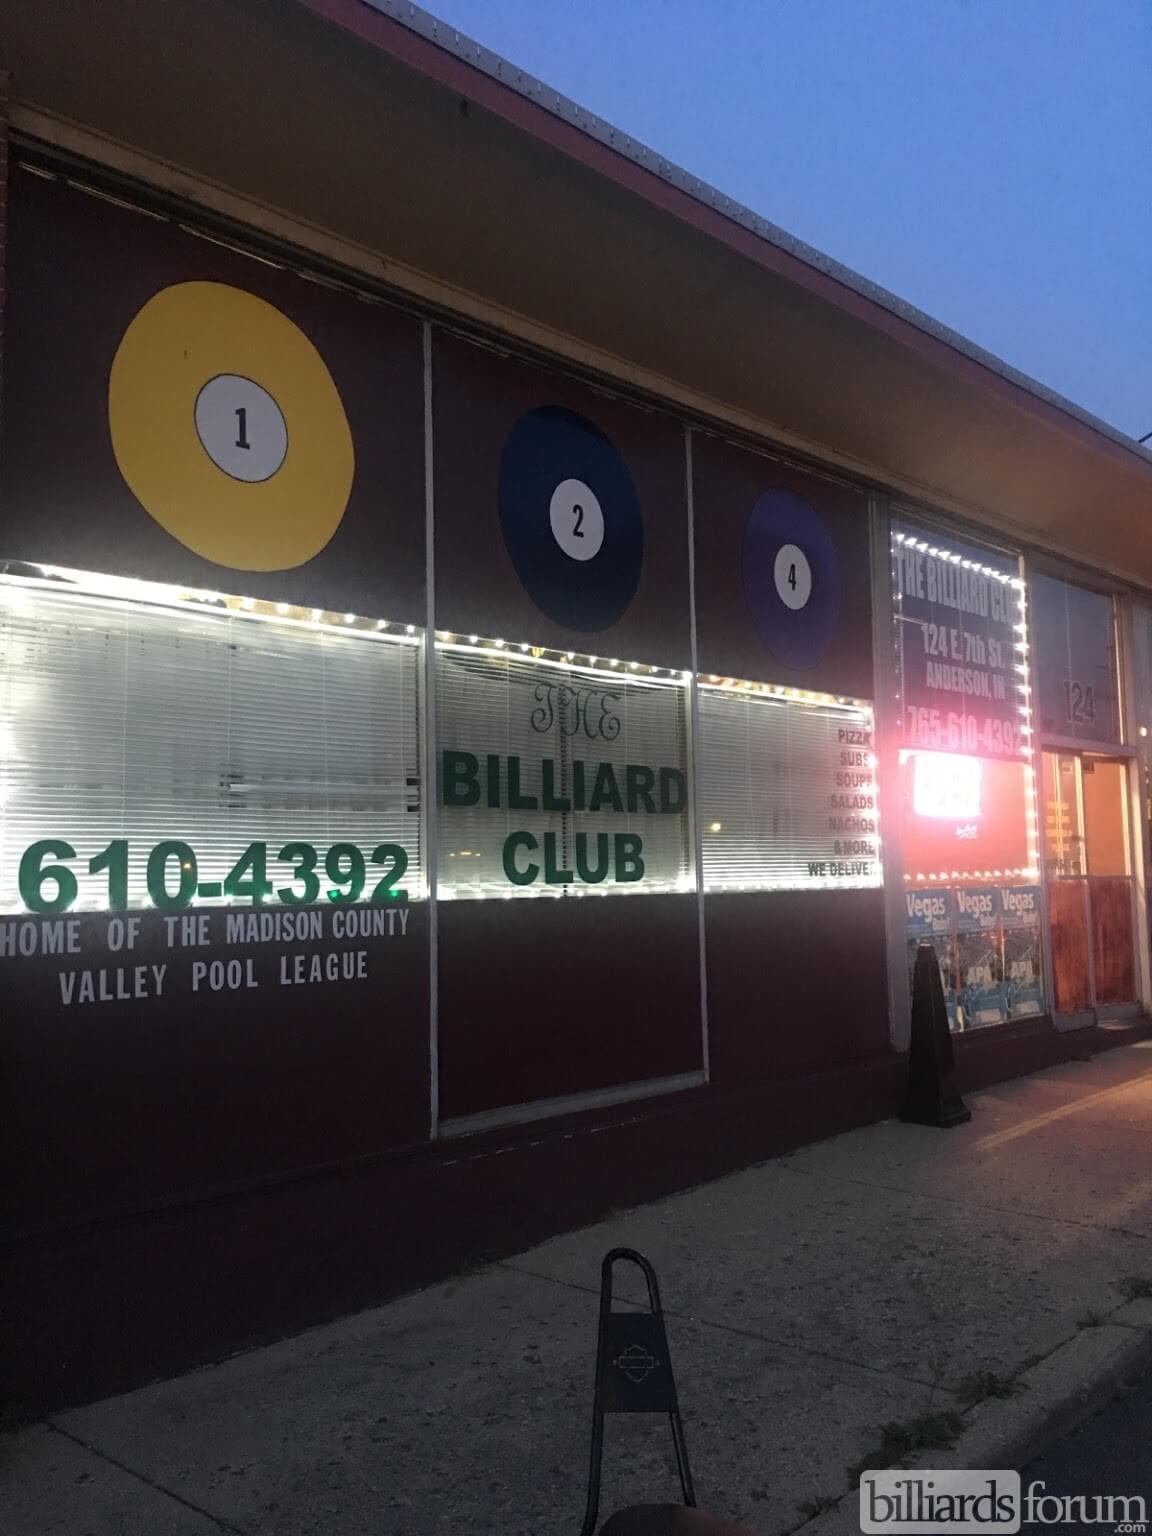 1
2
4
610-4392
HOME OF THE MADISON COUNTY
VALLEY POOL LEAGUE
THE
BILLIARD
CLUB
PIZZA
SUBS
SOUPS
SALADS
NACHOS
& MORE
WE DELIVER
THE BILLIARD CLUB
124 E. 7th St.
ANDERSON, IN
765-610-4392
124
Vegas Vegas Vegas
APA APA
billiardsforum
.com